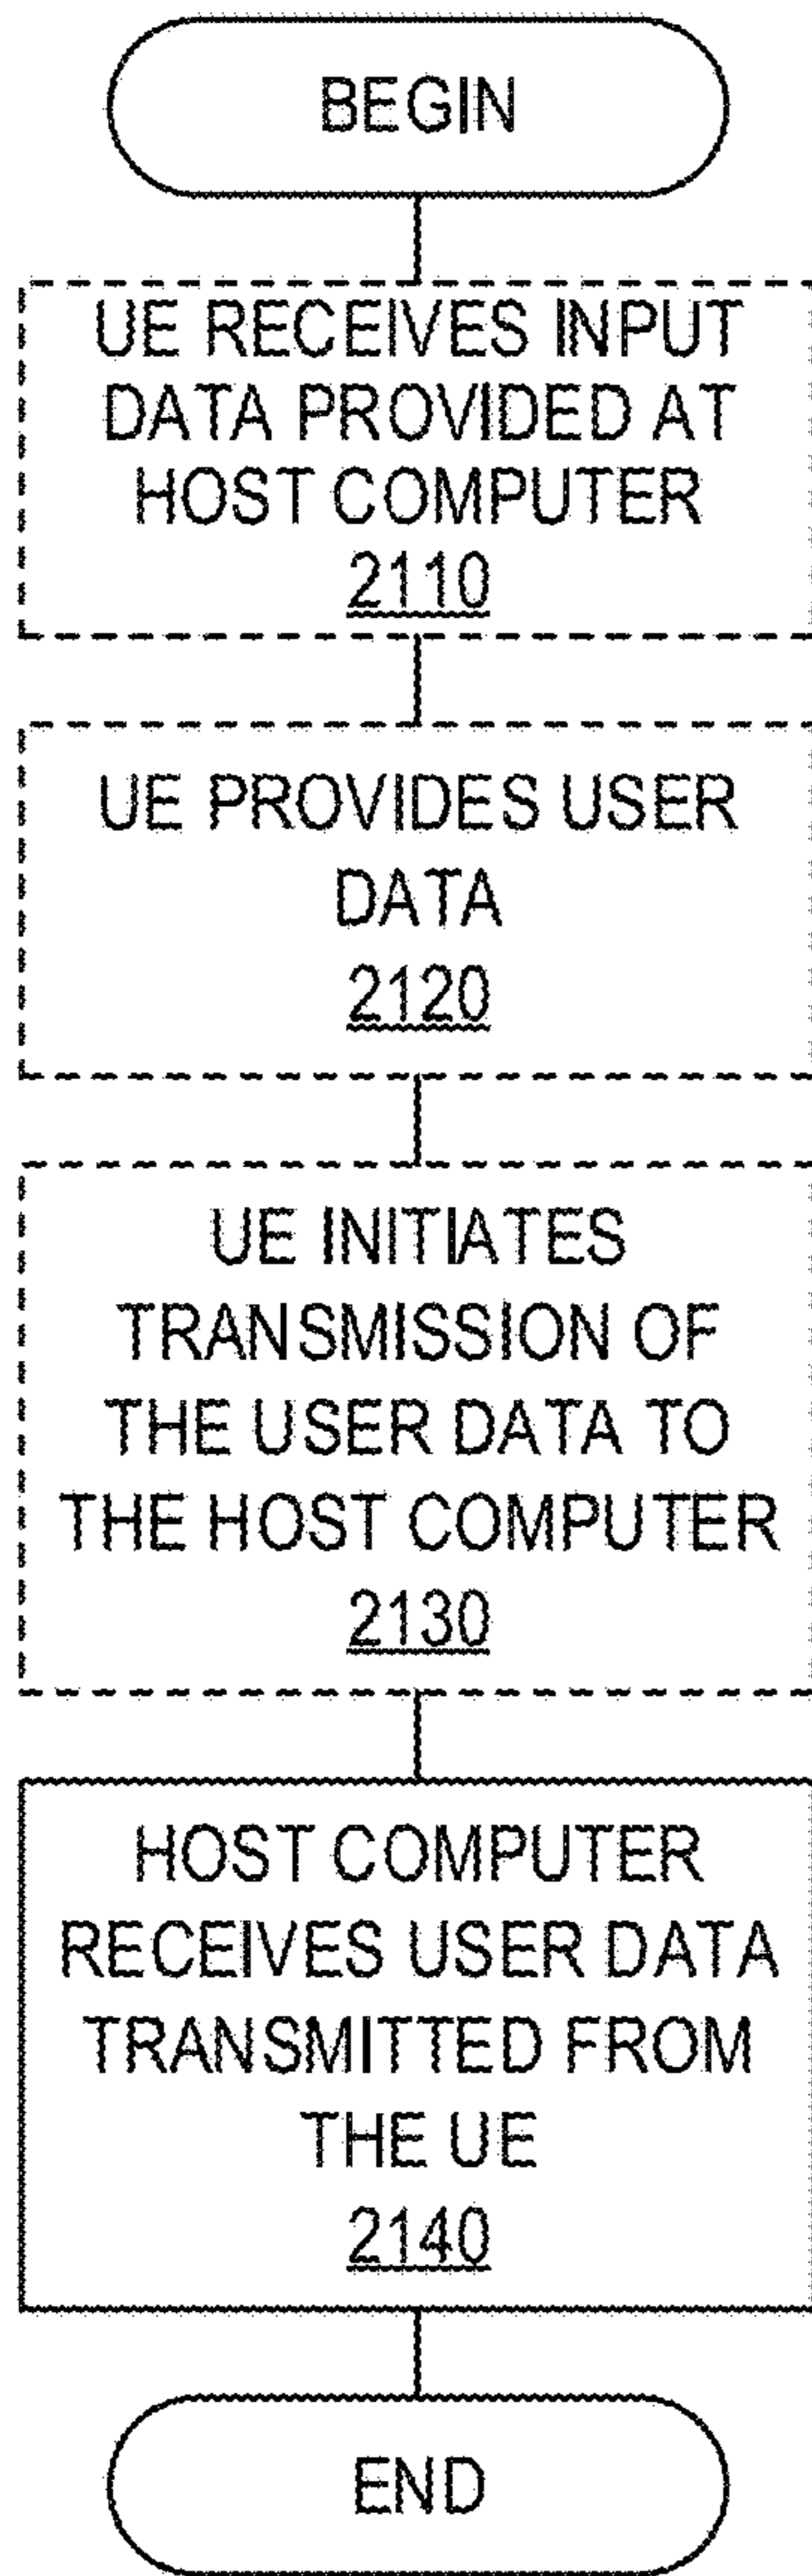 BEGIN
UE RECEIVES INPUT
DATA PROVIDED AT
HOST COMPUTER
2110
UE PROVIDES USER
DATA
2120
UE INITIATES
TRANSMISSION OF
THE USER DATA TO
THE HOST COMPUTER
2130
HOST COMPUTER
RECEIVES USER DATA
TRANSMITTED FROM
THE UE
2140
END